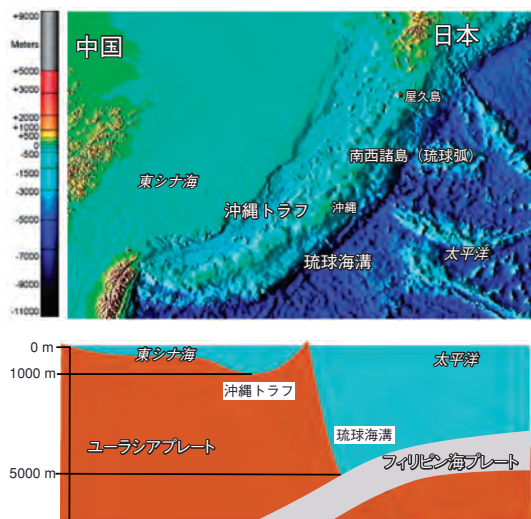 +9000
Meters
+5000
+2000
+1000
+500
0
-500
-1500
-3000
-5000
-7000
-9000
-11000
中国
日本
屋久島
南西諸島（琉球弧）
東シナ海
沖縄トラフ
沖縄
琉球海溝
太平洋
0 m
1000 m
5000 m
東シナ海
太平洋
沖縄トラフ
琉球海溝
ユーラシアプレート
フィリピン海プレート